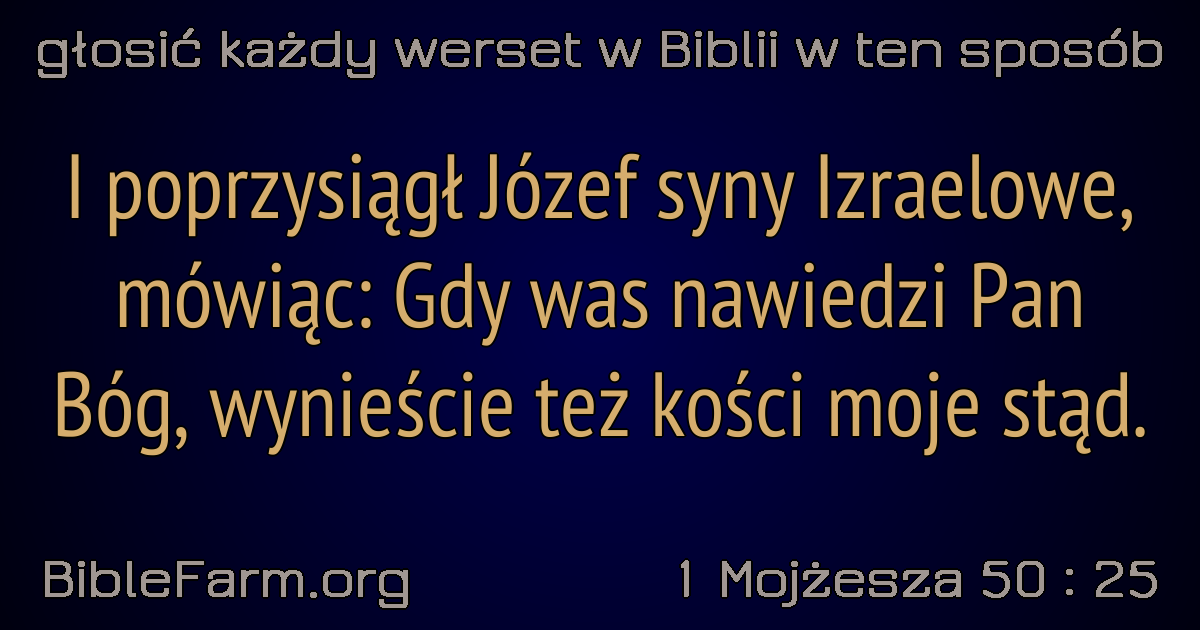 głosić każdy werset w Biblii w ten sposób
I poprzysiągł Józef syny Izraelowe,
mówiąc: Gdy was nawiedzi Pan
Bóg, wynieście też kości moje stąd.
BibleFarm.org
1 Mojżesza 50 : 25